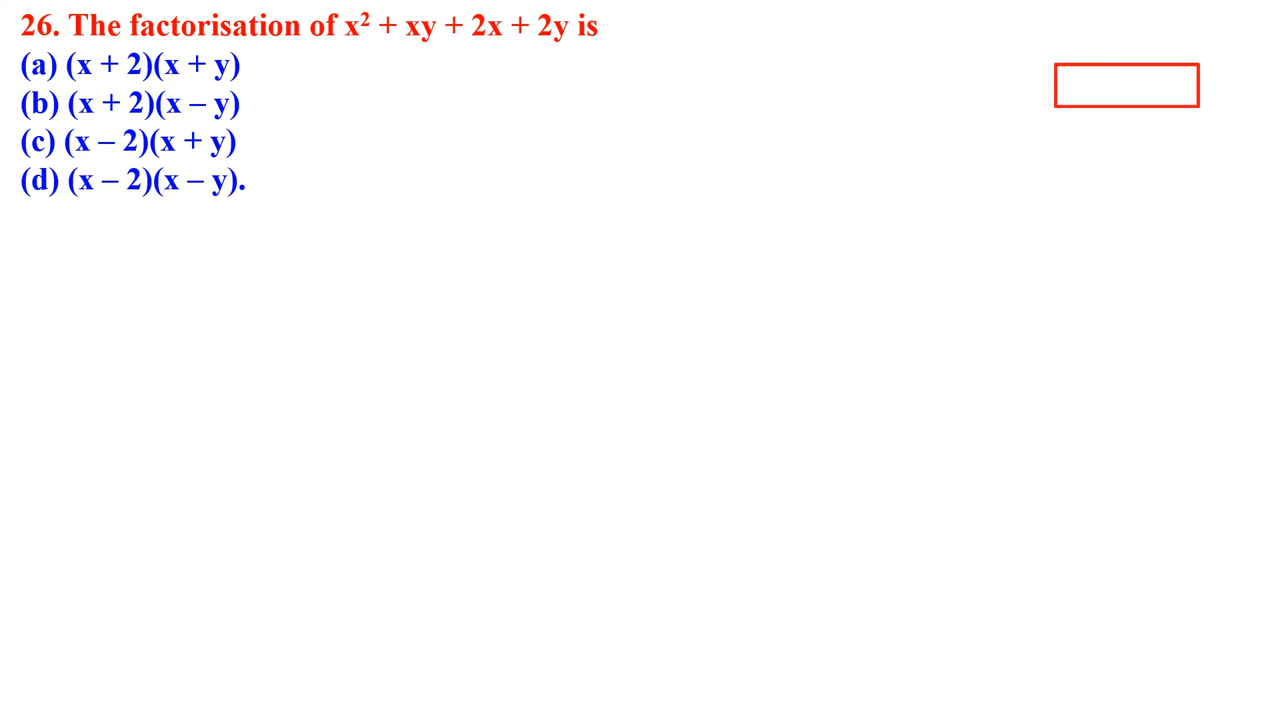 26. The factorisation of x² + xy + 2x + 2y is
(a) (x + 2)(x + y)
(b) (x + 2)(x – y)
(c) (x – 2)(x + y)
(d) (x – 2)(x – y).